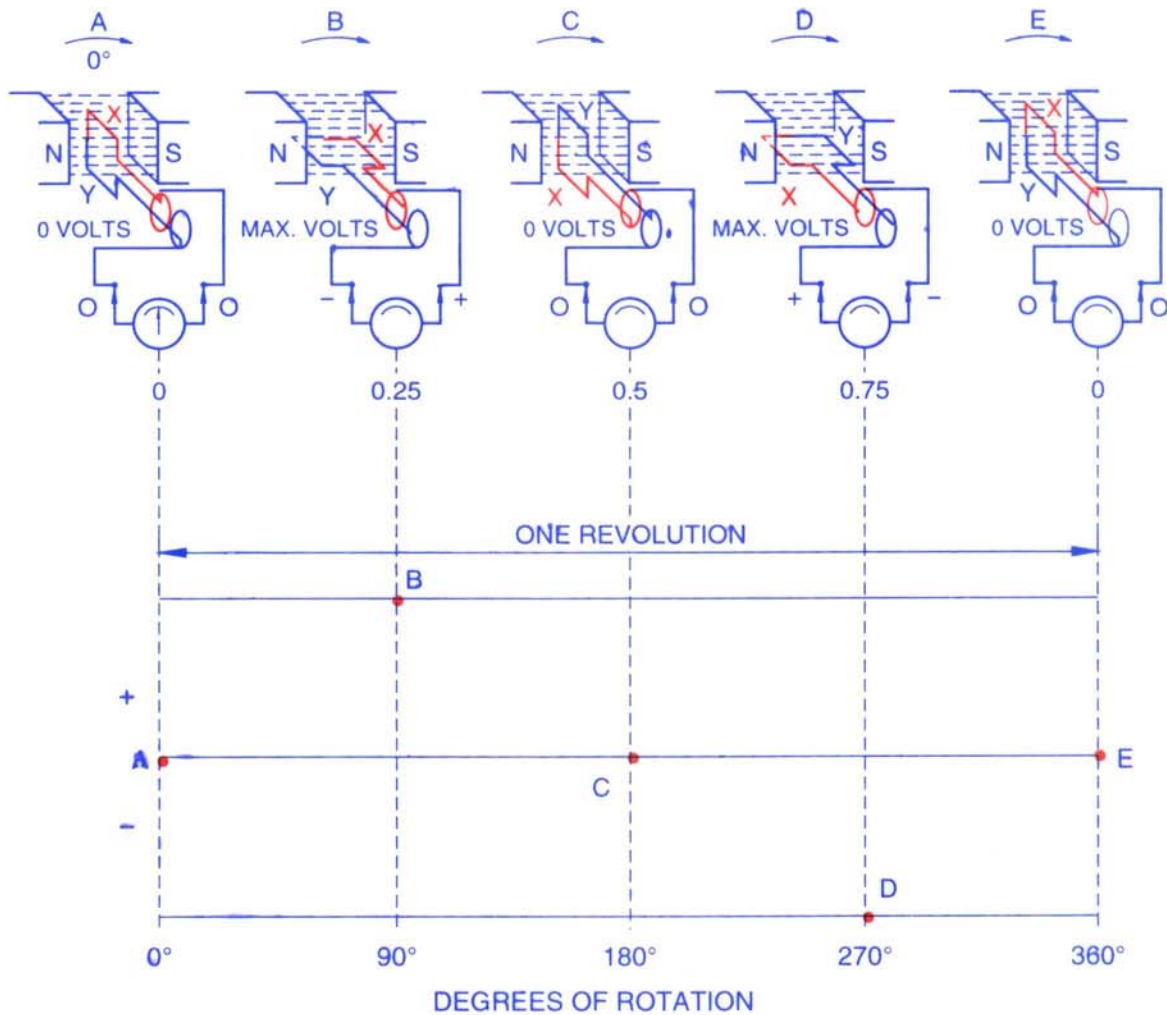 A B C D E
0°
X X Y Y X
N S N S N S N S N S
Y Y X X Y
0 VOLTS MAX. VOLTS 0 VOLTS MAX. VOLTS 0 VOLTS
O O - + O O + - O O
0 0.25 0.5 0.75 0
ONE REVOLUTION
B
+
A E
C
-
D
0° 90° 180° 270° 360°
DEGREES OF ROTATION